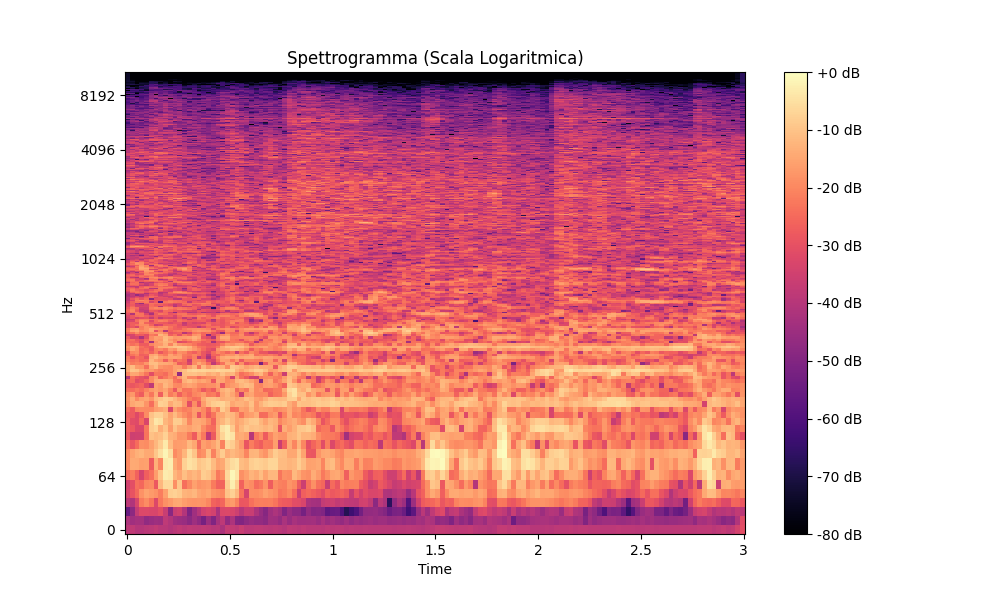 Spettrogramma (Scala Logaritmica)
Hz
8192
4096
2048
1024
512
256
128
64
0
0
0.5
1
1.5
2
2.5
3
Time
+0 dB
-10 dB
-20 dB
-30 dB
-40 dB
-50 dB
-60 dB
-70 dB
-80 dB